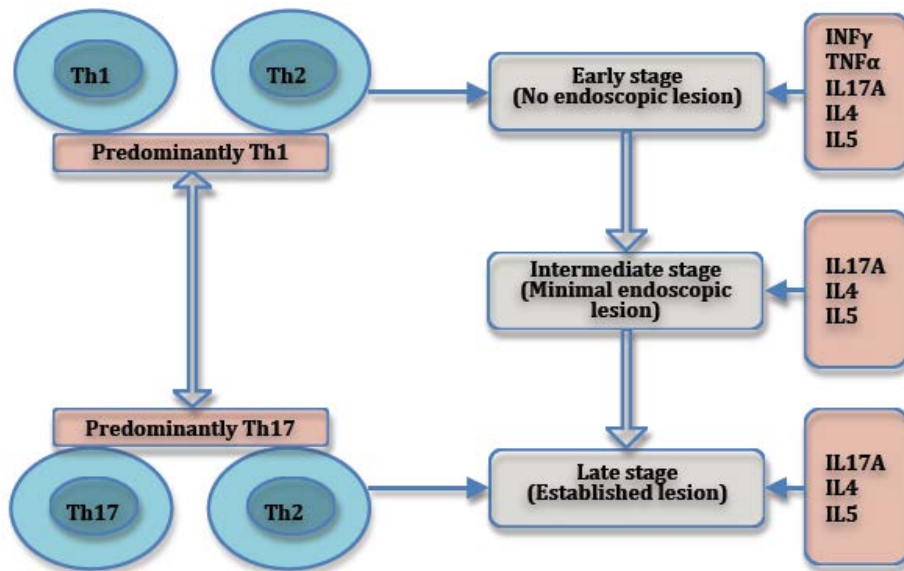 Th1
Th2
Predominantly Th1
Early stage
(No endoscopic lesion)
INFγ
TNFα
IL17A
IL4
IL5
Intermediate stage
(Minimal endoscopic
lesion)
IL17A
IL4
IL5
Predominantly Th17
Th17
Th2
Late stage
(Established lesion)
IL17A
IL4
IL5